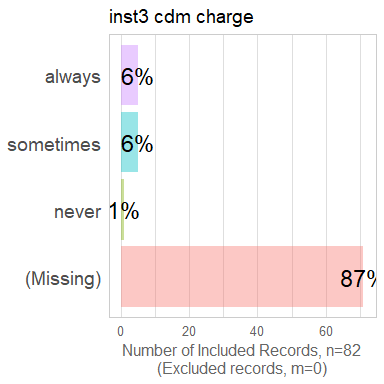 inst3 cdm charge
always
6%
sometimes
6%
never
1%
(Missing)
87%
0 20 40 60
Number of Included Records, n=82
(Excluded records, m=0)